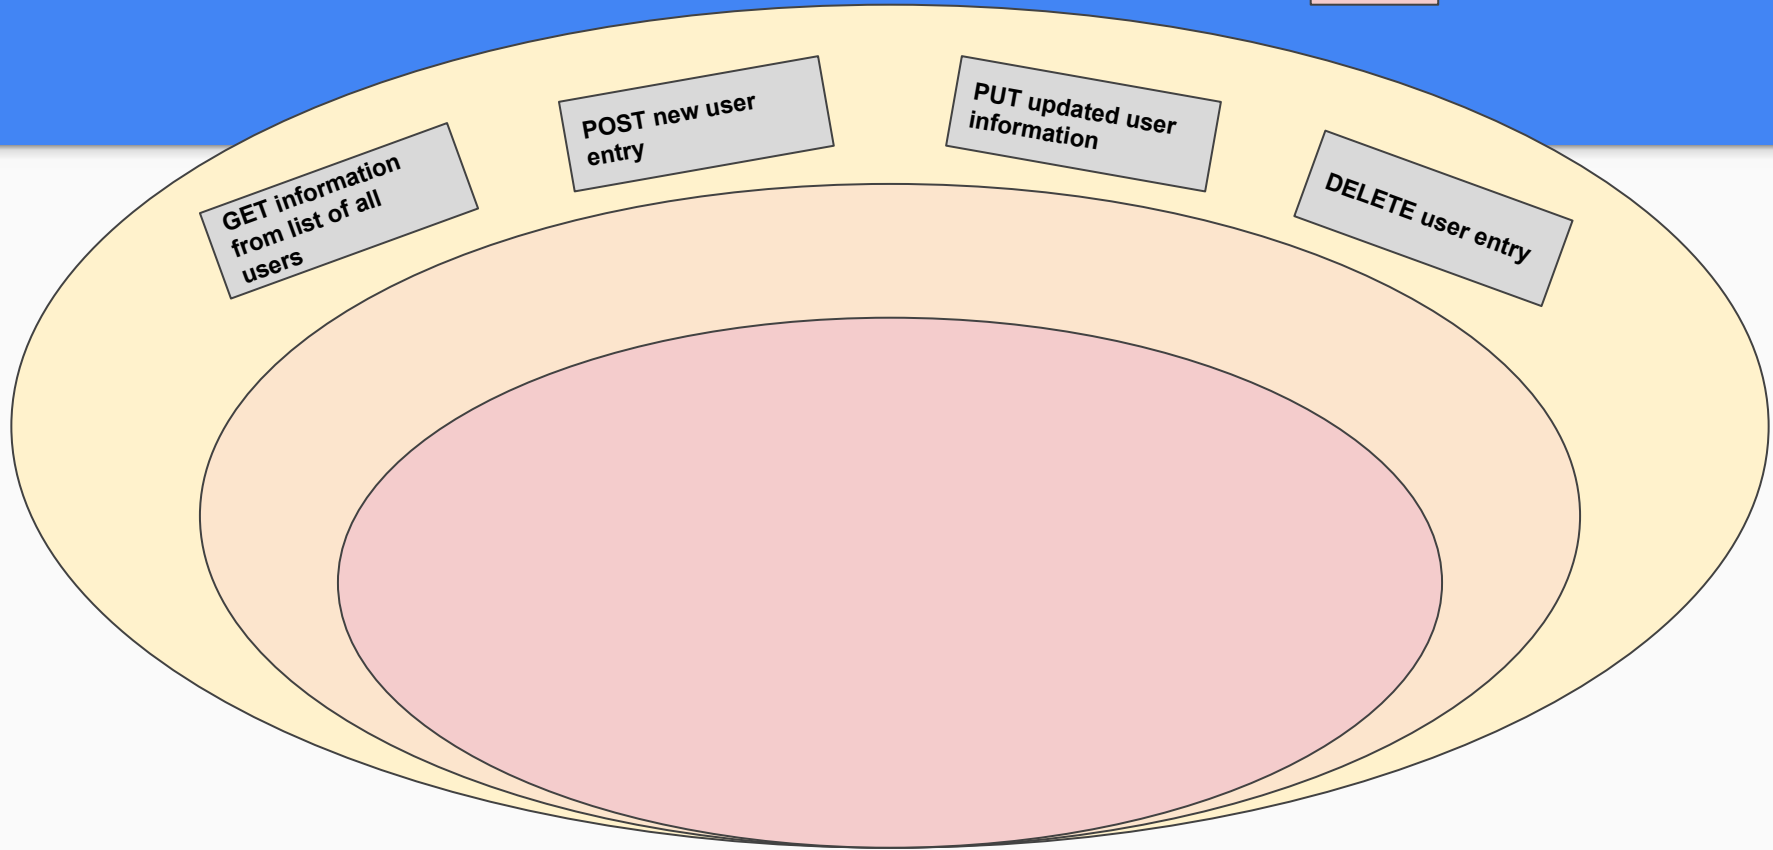 GET information
from list of all
users
POST new user
entry
PUT updated user
information
DELETE user entry